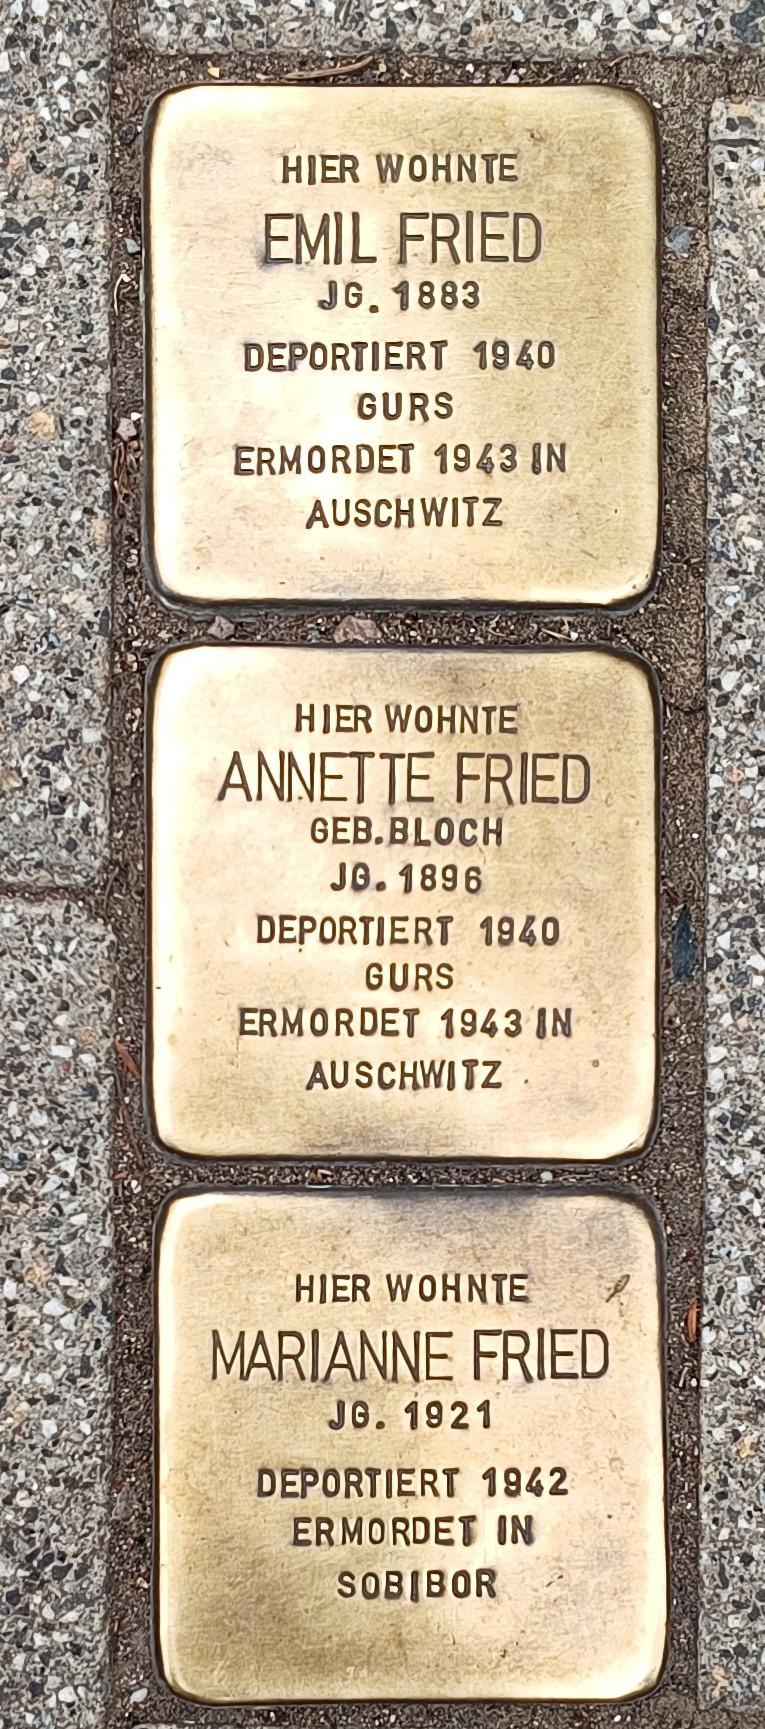 HIER WOHNTE
EMIL FRIED
JG. 1883
DEPORTIERT 1940
GURS
ERMORDET 1943 IN
AUSCHWITZ
HIER WOHNTE
ANNETTE FRIED
GEB.BLOCH
JG. 1896
DEPORTIERT 1940
GURS
ERMORDET 1943 IN
AUSCHWITZ
HIER WOHNTE
MARIANNE FRIED
JG. 1921
DEPORTIERT 1942
ERMORDET IN
SOBIBOR